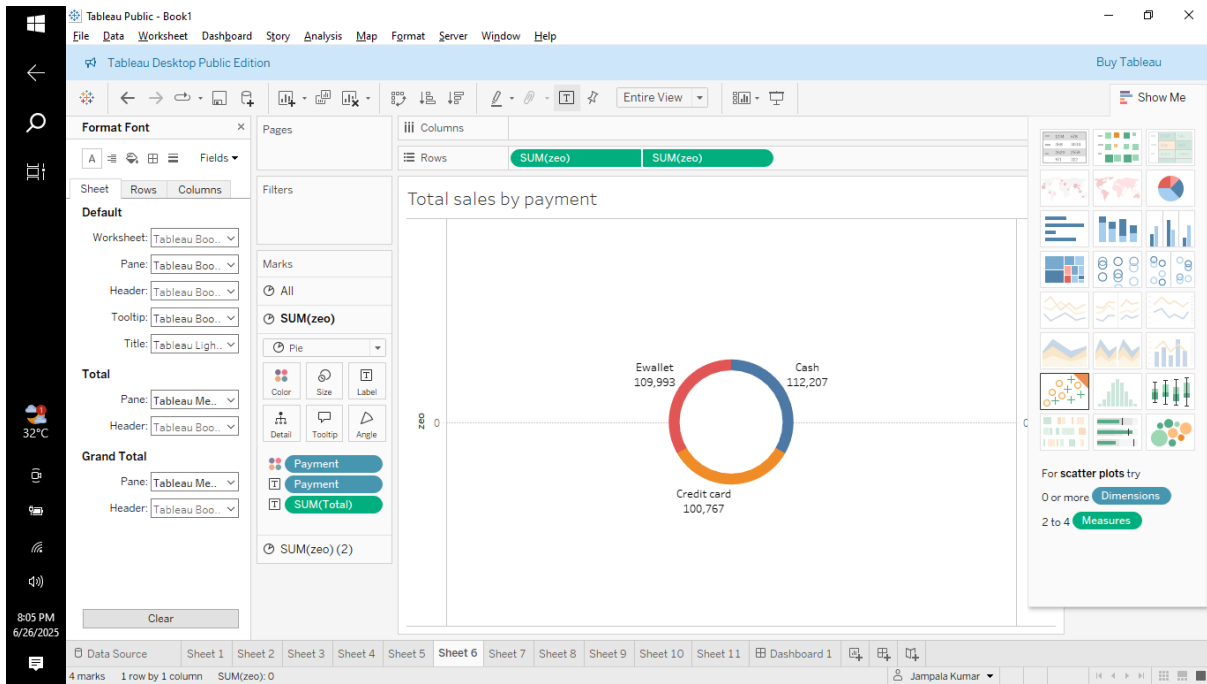 Tableau Public - Book1
File Data Worksheet Dashboard Story Analysis Map Format Server Window Help
Tableau Desktop Public Edition
Buy Tableau
Entire View
Show Me
Format Font
Fields
Sheet Rows Columns
Default
Worksheet: Tableau Boo..
Pane: Tableau Boo..
Header: Tableau Boo..
Tooltip: Tableau Boo..
Title: Tableau Ligh..
Total
Pane: Tableau Me..
Header: Tableau Boo..
Grand Total
Pane: Tableau Me..
Header: Tableau Boo..
Clear
Pages
Filters
Marks
All
SUM(zeo)
Pie
Color Size Label
Detail Tooltip Angle
Payment
Payment
SUM(Total)
SUM(zeo) (2)
Columns
Rows SUM(zeo) SUM(zeo)
Total sales by payment
Ewallet
109,993
Cash
112,207
Credit card
100,767
zeo
0
For scatter plots try
0 or more Dimensions
2 to 4 Measures
32°C
8:05 PM
6/26/2025
Data Source Sheet 1 Sheet 2 Sheet 3 Sheet 4 Sheet 5 Sheet 6 Sheet 7 Sheet 8 Sheet 9 Sheet 10 Sheet 11 Dashboard 1
4 marks 1 row by 1 column SUM(zeo): 0
Jampala Kumar